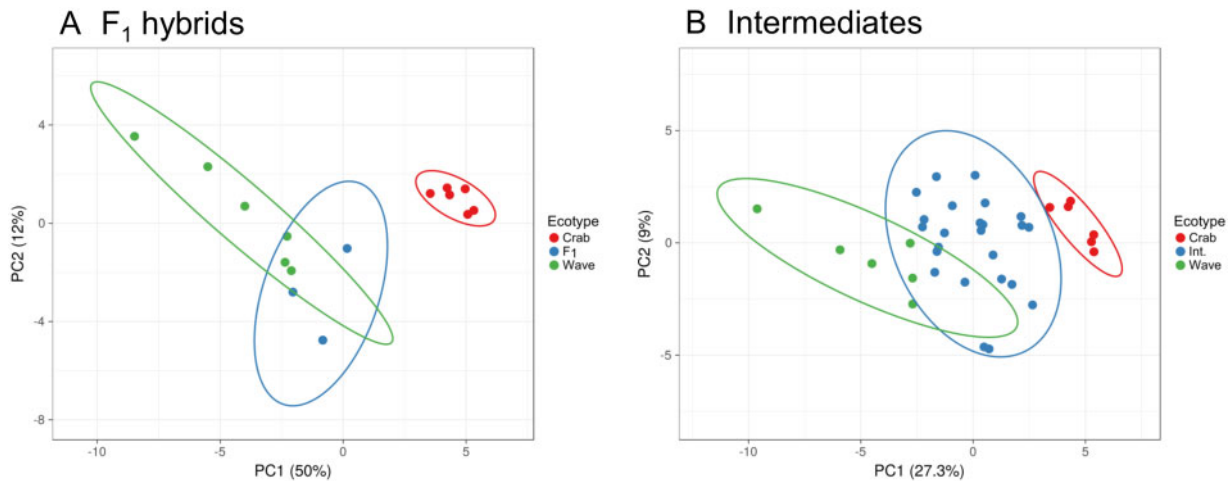 A F₁ hybrids
4
0
-4
-8
PC2 (12%)
-10
-5
0
5
PC1 (50%)
Ecotype
Crab
F1
Wave
B Intermediates
5
0
-5
PC2 (9%)
-10
-5
0
5
PC1 (27.3%)
Ecotype
Crab
Int.
Wave